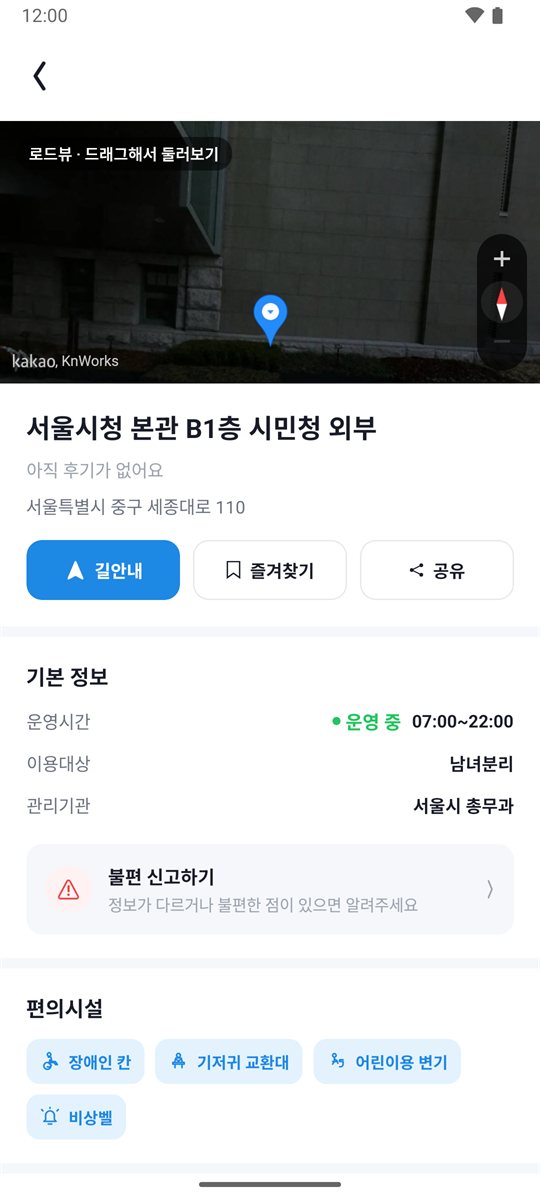 12:00
로드뷰 · 드래그해서 둘러보기
kakao, KnWorks
서울시청 본관 B1층 시민청 외부
아직 후기가 없어요
서울특별시 중구 세종대로 110
길안내 즐겨찾기 공유
기본 정보
운영시간 운영 중 07:00~22:00
이용대상 남녀분리
관리기관 서울시 총무과
불편 신고하기
정보가 다르거나 불편한 점이 있으면 알려주세요
편의시설
장애인 칸 기저귀 교환대 어린이용 변기
비상벨